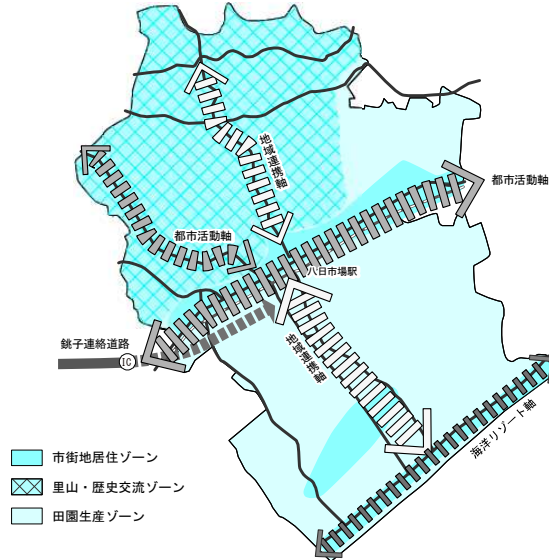 地域連携軸
都市活動軸
都市活動軸
八日市場駅
銚子連絡道路
IC
地域連携軸
海洋リゾート軸
市街地居住ゾーン
里山・歴史交流ゾーン
田園生産ゾーン